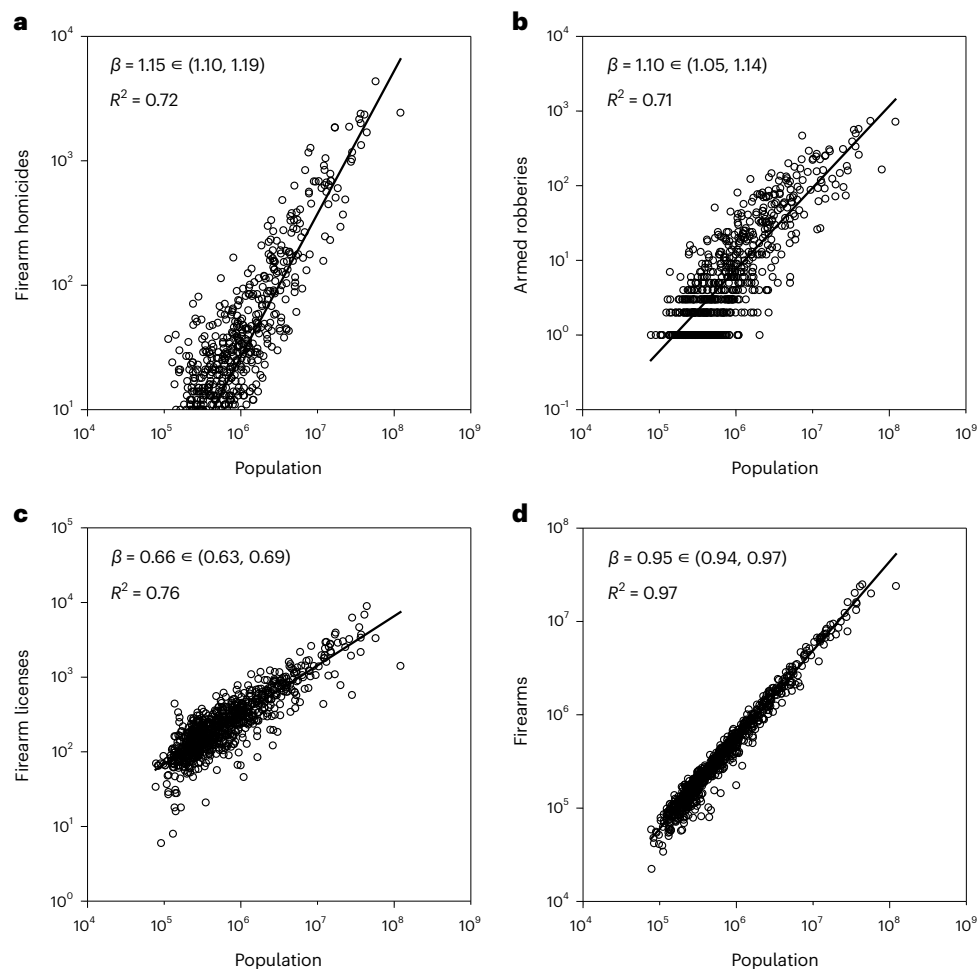 a
10⁴
10³
10²
10¹
Firearm homicides
β = 1.15 ∈ (1.10, 1.19)
R² = 0.72
10⁴ 10⁵ 10⁶ 10⁷ 10⁸ 10⁹
Population
b
10⁴
10³
10²
10¹
10⁰
10⁻¹
Armed robberies
β = 1.10 ∈ (1.05, 1.14)
R² = 0.71
10⁴ 10⁵ 10⁶ 10⁷ 10⁸ 10⁹
Population
c
10⁵
10⁴
10³
10²
10¹
10⁰
Firearm licenses
β = 0.66 ∈ (0.63, 0.69)
R² = 0.76
10⁴ 10⁵ 10⁶ 10⁷ 10⁸ 10⁹
Population
d
10⁸
10⁷
10⁶
10⁵
10⁴
Firearms
β = 0.95 ∈ (0.94, 0.97)
R² = 0.97
10⁴ 10⁵ 10⁶ 10⁷ 10⁸ 10⁹
Population